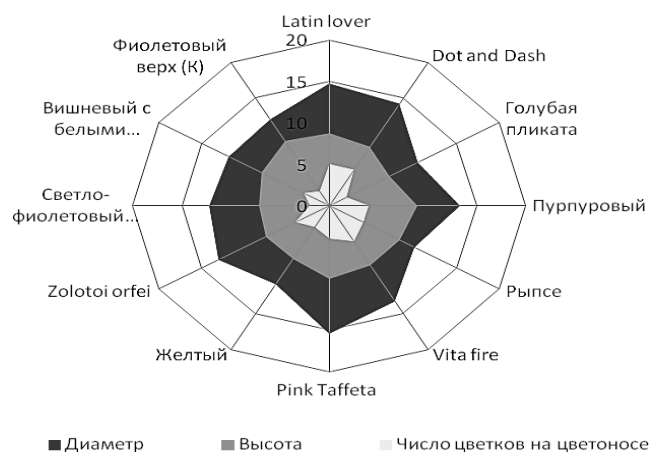 Latin lover
20
Фиолетовый
верх (К)
Dot and Dash
15
Вишневый с
белыми...
10
Голубая
пликата
5
Светло-
фиолетовый...
0
Пурпуровый
Zolotoi orfei
Рыпсе
Желтый
Vita fire
Pink Taffeta
Диаметр
Высота
Число цветков на цветоносе